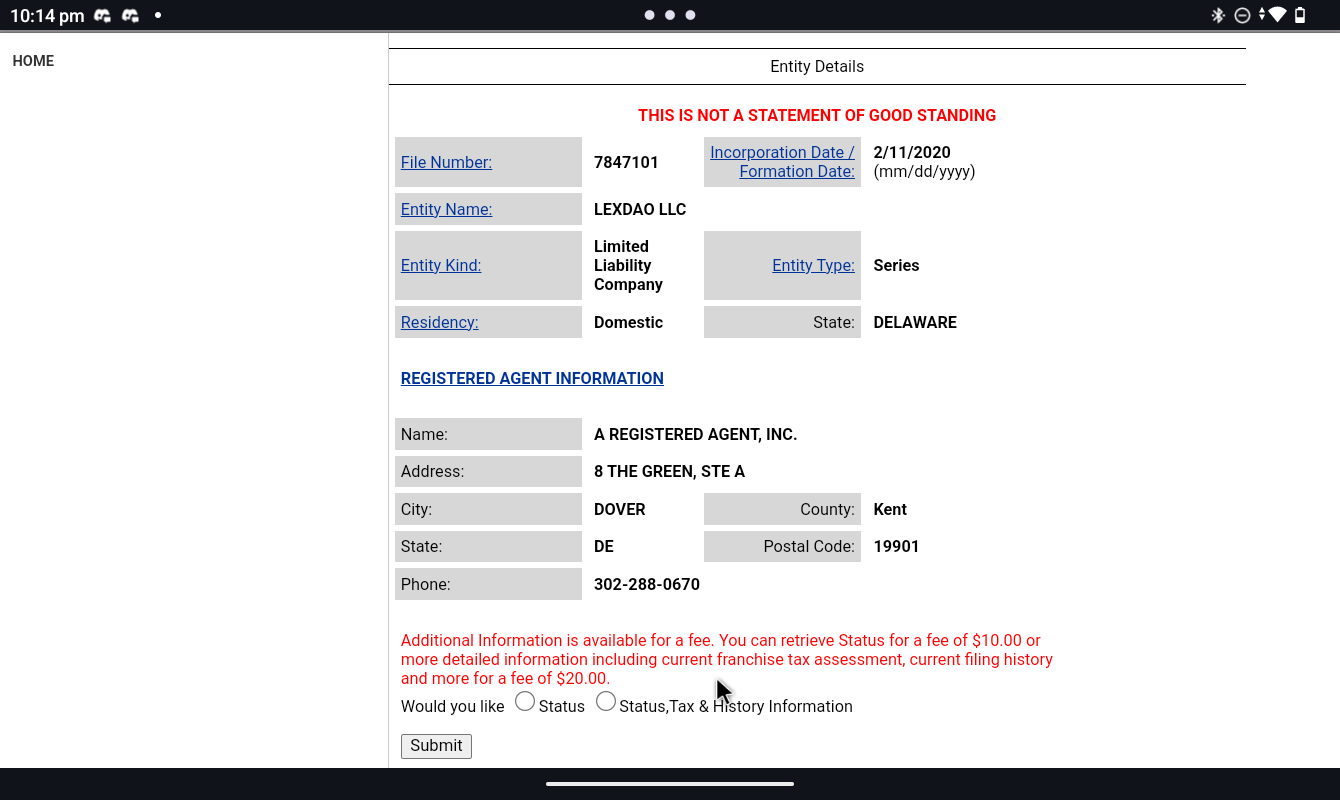 10:14 pm
HOME
Entity Details
THIS IS NOT A STATEMENT OF GOOD STANDING
File Number: 7847101 Incorporation Date / Formation Date: 2/11/2020 (mm/dd/yyyy)
Entity Name: LEXDAO LLC
Entity Kind: Limited Liability Company Entity Type: Series
Residency: Domestic State: DELAWARE
REGISTERED AGENT INFORMATION
Name: A REGISTERED AGENT, INC.
Address: 8 THE GREEN, STE A
City: DOVER County: Kent
State: DE Postal Code: 19901
Phone: 302-288-0670
Additional Information is available for a fee. You can retrieve Status for a fee of $10.00 or
more detailed information including current franchise tax assessment, current filing history
and more for a fee of $20.00.
Would you like Status Status,Tax & History Information
Submit